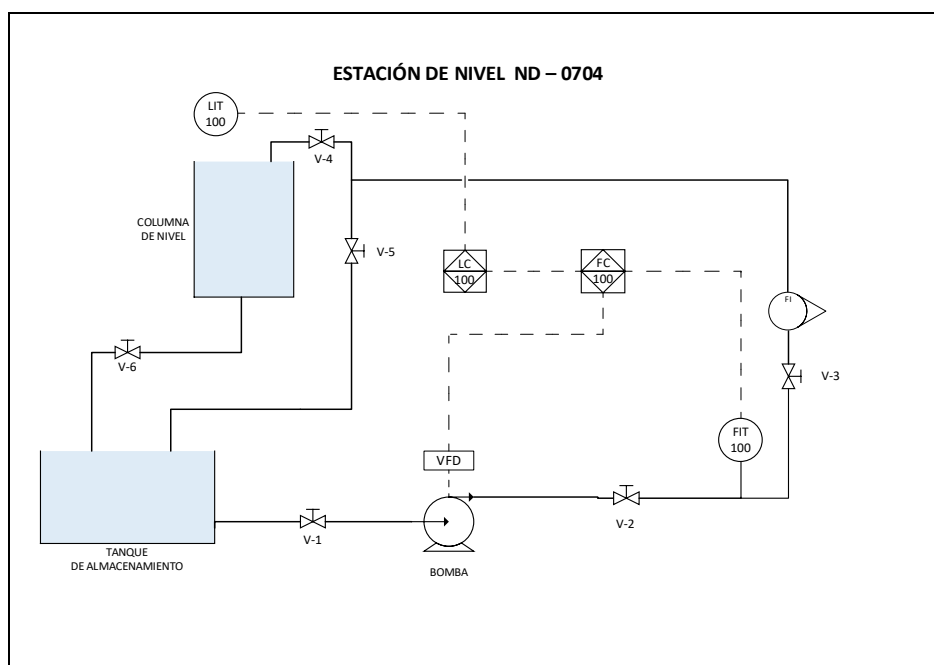 ESTACIÓN DE NIVEL ND – 0704
LIT
100
V-4
COLUMNA
DE NIVEL
V-5
LC
100
FC
100
FI
V-6
V-3
FIT
100
VFD
V-1
V-2
TANQUE
DE ALMACENAMIENTO
BOMBA